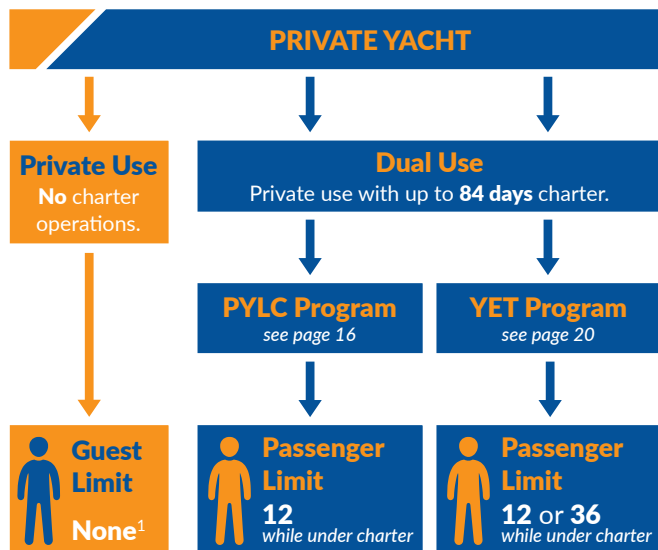 PRIVATE YACHT
Private Use
No charter
operations.
Dual Use
Private use with up to 84 days charter.
PYLC Program
see page 16
YET Program
see page 20
Guest
Limit
None¹
Passenger
Limit
12
while under charter
Passenger
Limit
12 or 36
while under charter